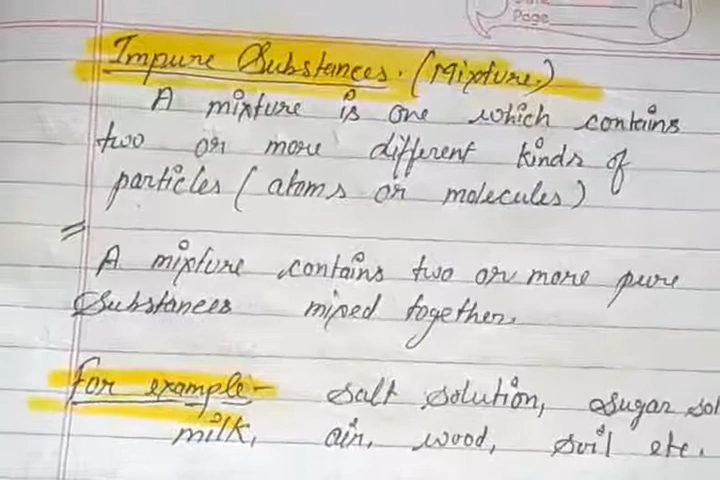 Page
Impure Substances. (Mixture.)
A mixture is one which contains
two or more different kinds of
particles (atoms or molecules)
A mixture contains two or more pure
Substances mixed together.
For example - salt solution, sugar sol
milk, air, wood, soil etc.